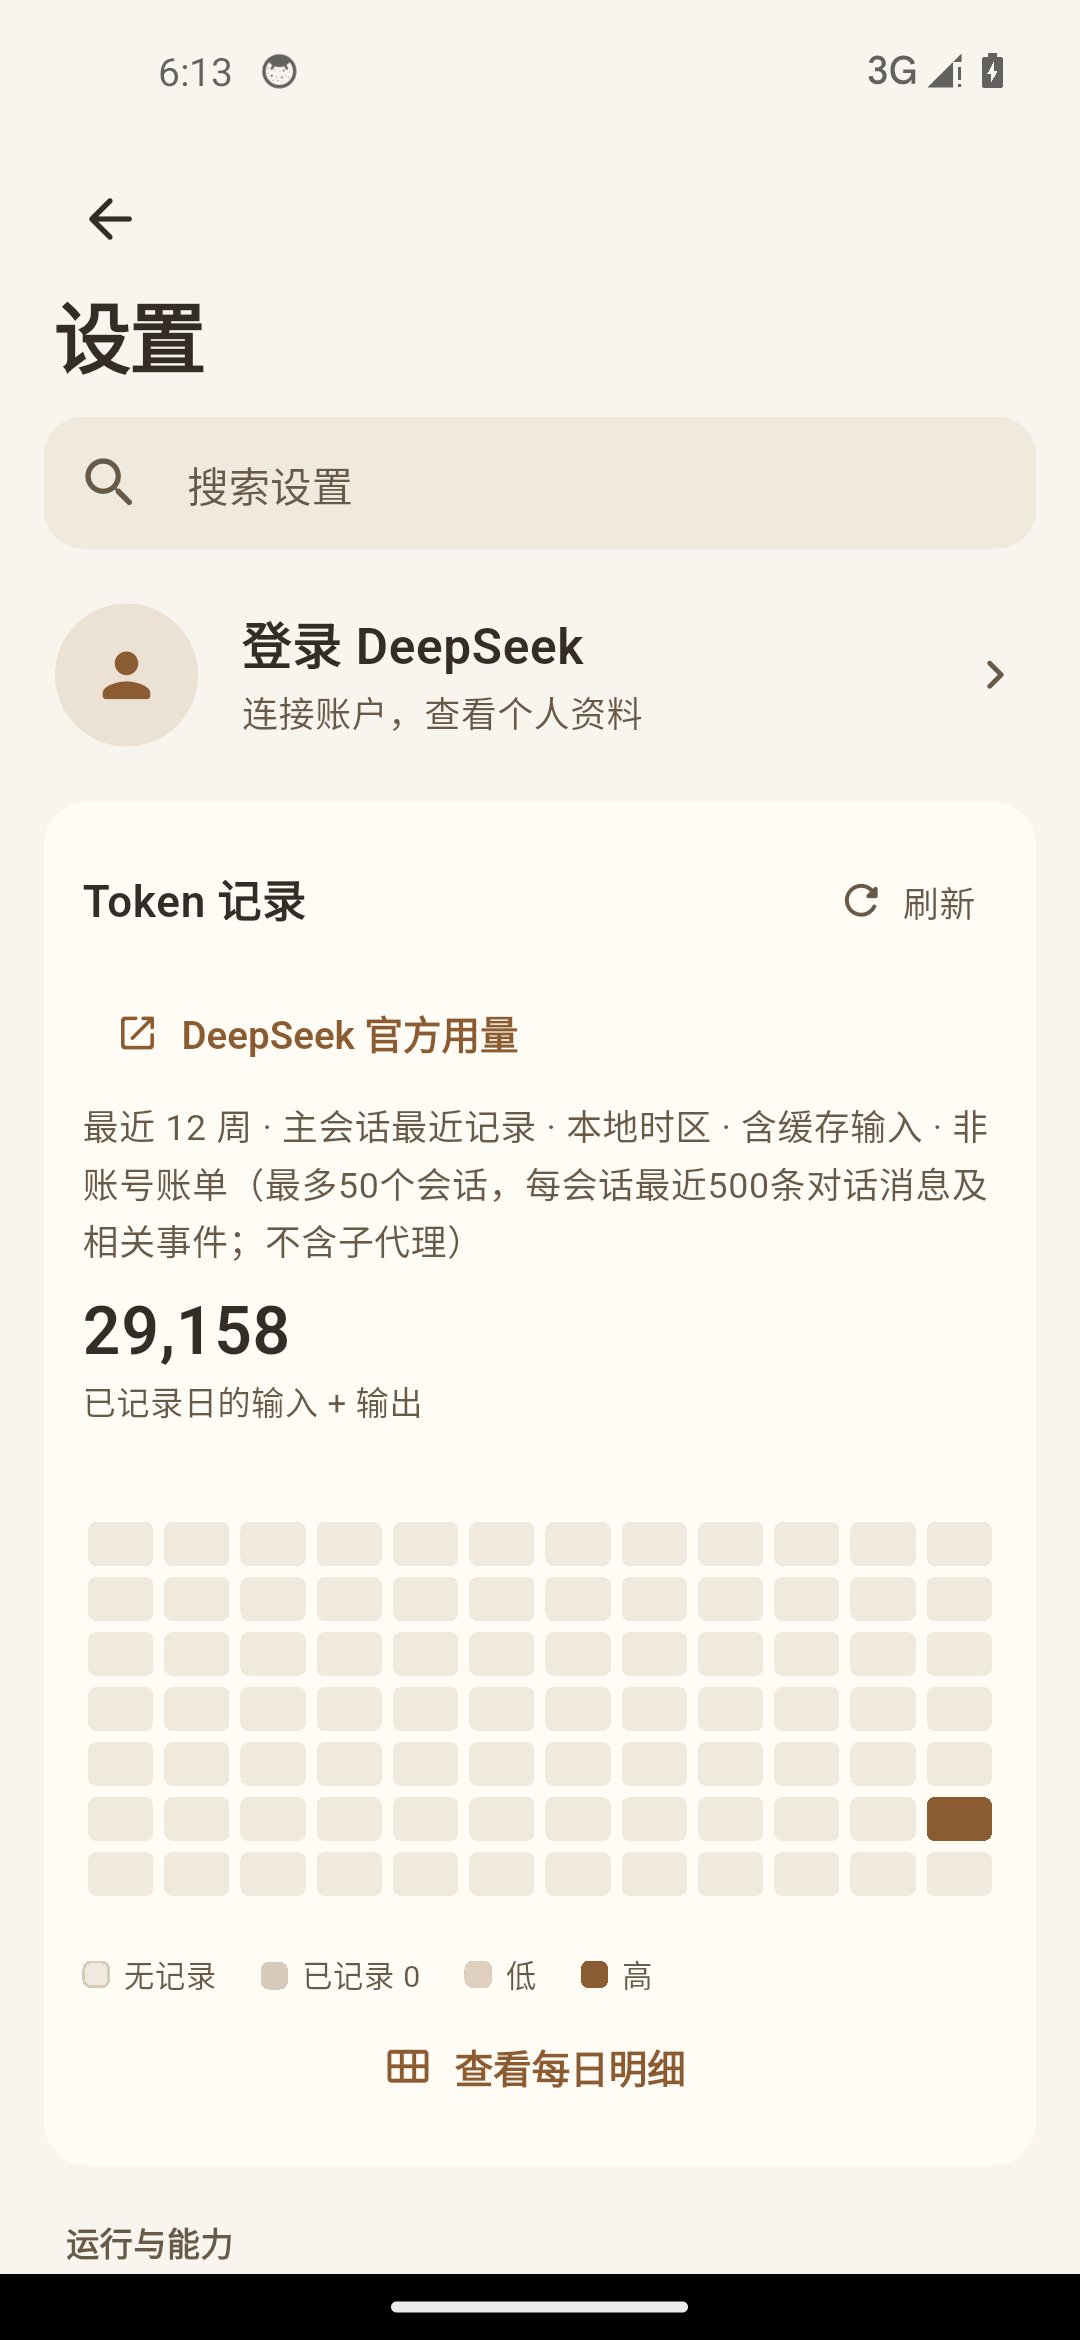 6:13
3G
设置
搜索设置
登录 DeepSeek
连接账户，查看个人资料
Token 记录
刷新
DeepSeek 官方用量
最近 12 周 · 主会话最近记录 · 本地时区 · 含缓存输入 · 非
账号账单（最多50个会话，每会话最近500条对话消息及
相关事件；不含子代理）
29,158
已记录日的输入 + 输出
无记录
已记录 0
低
高
查看每日明细
运行与能力